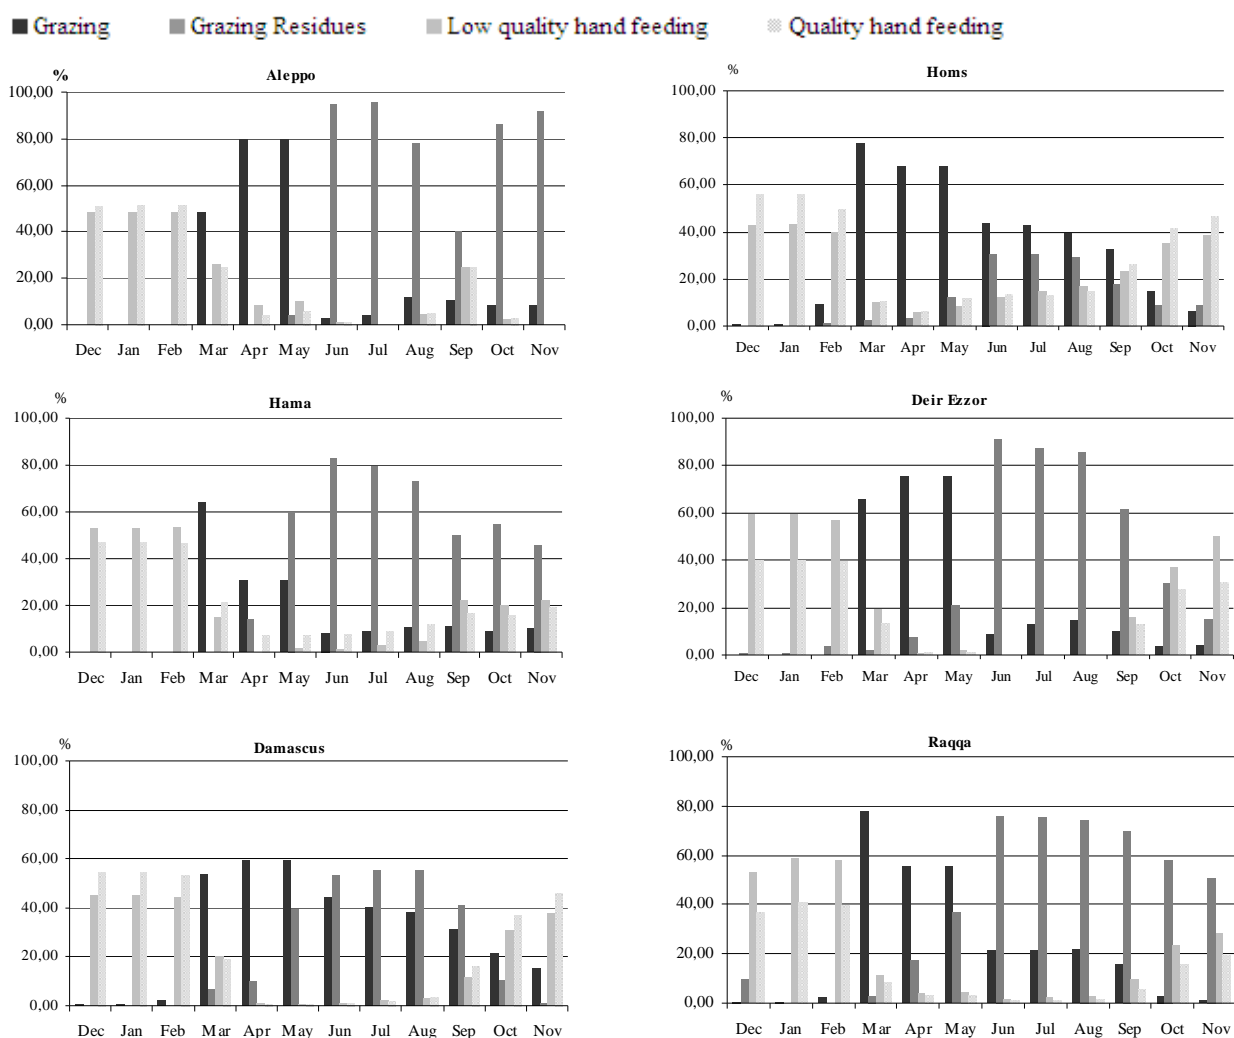 Grazing Grazing Residues Low quality hand feeding Quality hand feeding
% Aleppo
100,00
80,00
60,00
40,00
20,00
0,00
Dec Jan Feb Mar Apr May Jun Jul Aug Sep Oct Nov
% Homs
100,00
80,00
60,00
40,00
20,00
0,00
Dec Jan Feb Mar Apr May Jun Jul Aug Sep Oct Nov
% Hama
100,00
80,00
60,00
40,00
20,00
0,00
Dec Jan Feb Mar Apr May Jun Jul Aug Sep Oct Nov
% Deir Ezzor
100,00
80,00
60,00
40,00
20,00
0,00
Dec Jan Feb Mar Apr May Jun Jul Aug Sep Oct Nov
% Damascus
100,00
80,00
60,00
40,00
20,00
0,00
Dec Jan Feb Mar Apr May Jun Jul Aug Sep Oct Nov
% Raqqa
100,00
80,00
60,00
40,00
20,00
0,00
Dec Jan Feb Mar Apr May Jun Jul Aug Sep Oct Nov